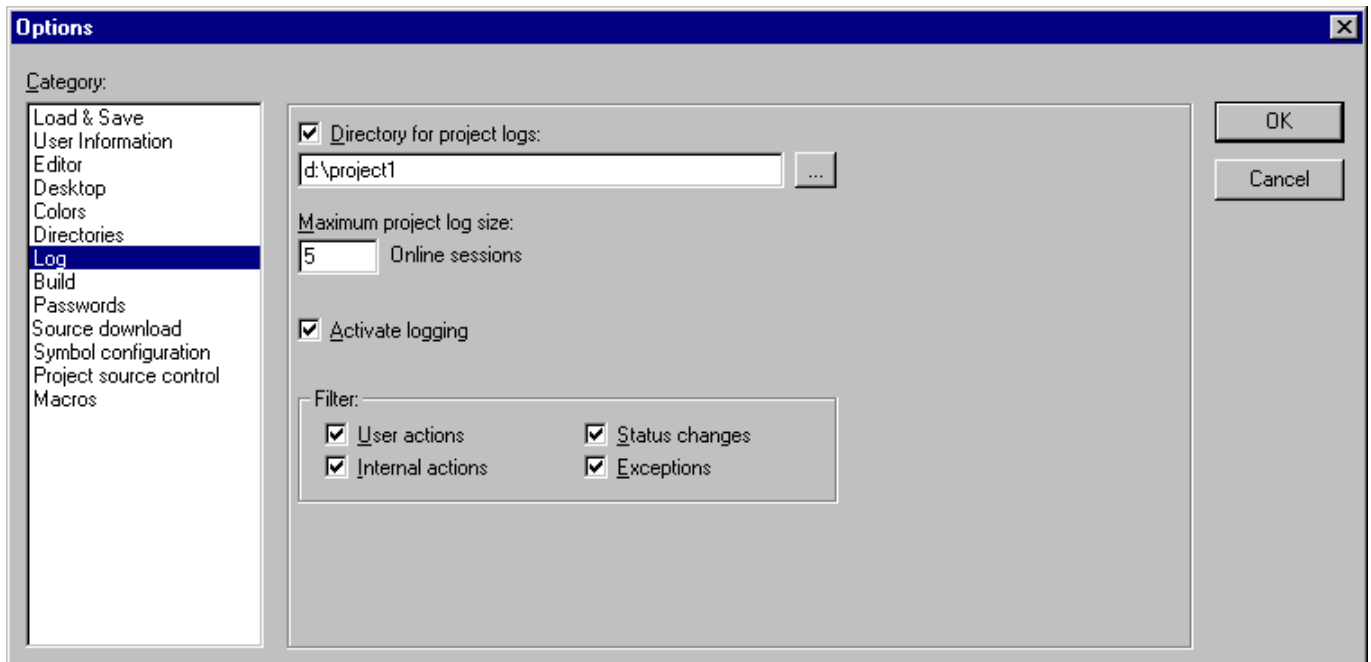 Options
Category:
Load & Save
User Information
Editor
Desktop
Colors
Directories
Log
Build
Passwords
Source download
Symbol configuration
Project source control
Macros
Directory for project logs:
d:\project1
...
Maximum project log size:
5 Online sessions
Activate logging
Filter:
User actions Status changes
Internal actions Exceptions
OK
Cancel